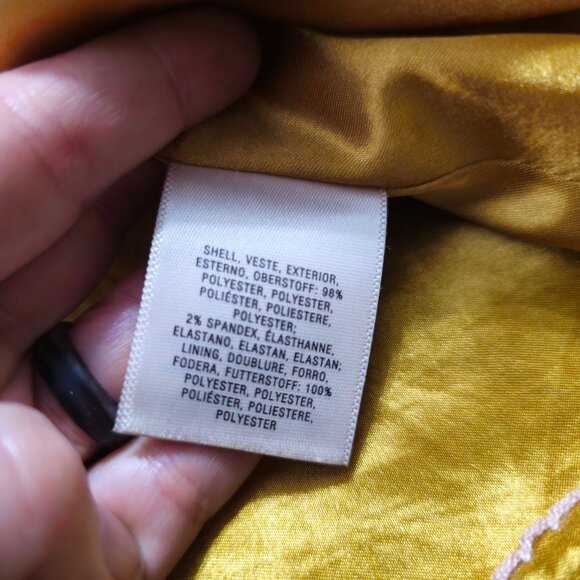 SHELL, VESTE, EXTERIOR,
ESTERNO, OBERSTOFF: 98%
POLYESTER, POLYESTER,
POLIÉSTER, POLIESTERE,
POLYESTER;
2% SPANDEX, ÉLASTHANNE,
ELASTANO, ELASTAN, ELASTAN;
LINING, DOUBLURE, FORRO,
FODERA, FUTTERSTOFF: 100%
POLYESTER, POLYESTER,
POLIÉSTER, POLIESTERE,
POLYESTER